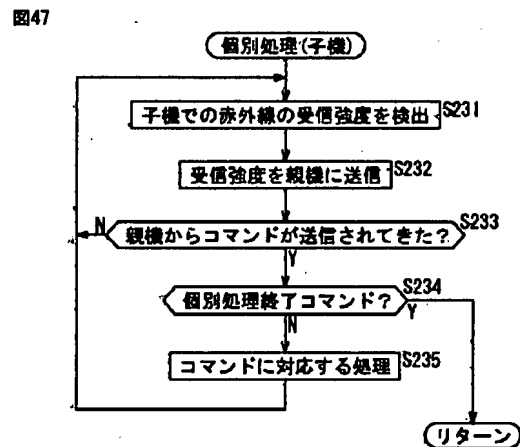 図47
個別処理(子機)
子機での赤外線の受信強度を検出 S231
受信強度を親機に送信 S232
親機からコマンドが送信されてきた? S233
N
Y
個別処理終了コマンド? S234
Y
N
コマンドに対応する処理 S235
リターン